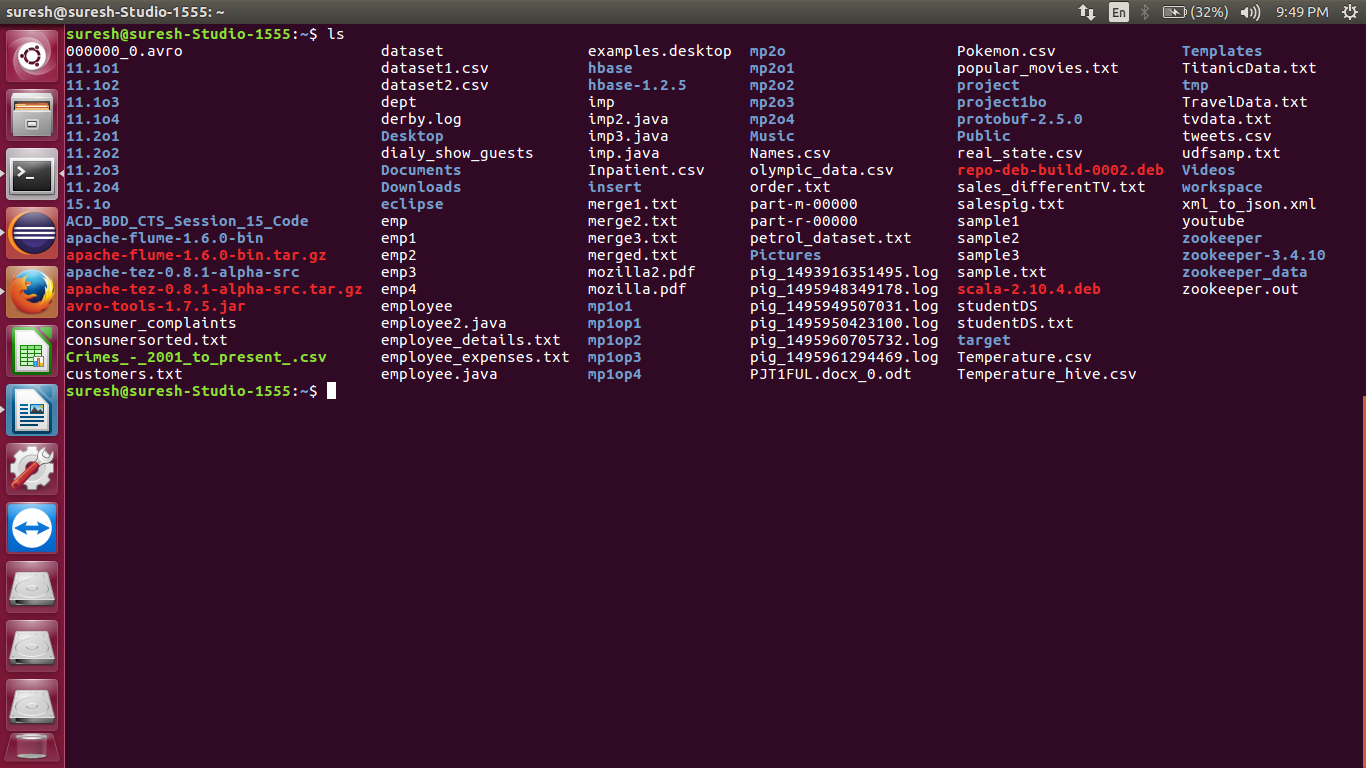 suresh@suresh-Studio-1555: ~ En (32%) 9:49 PM
suresh@suresh-Studio-1555:~$ ls
000000_0.avro dataset examples.desktop mp2o Pokemon.csv Templates
11.1o1 dataset1.csv hbase mp2o1 popular_movies.txt TitanicData.txt
11.1o2 dataset2.csv hbase-1.2.5 mp2o2 project tmp
11.1o3 dept imp mp2o3 project1bo TravelData.txt
11.1o4 derby.log imp2.java mp2o4 protobuf-2.5.0 tvdata.txt
11.2o1 Desktop imp3.java Music Public tweets.csv
11.2o2 dialy_show_guests imp.java Names.csv real_state.csv udfsamp.txt
11.2o3 Documents Inpatient.csv olympic_data.csv repo-deb-build-0002.deb Videos
11.2o4 Downloads insert order.txt sales_differentTV.txt workspace
15.1o eclipse merge1.txt part-m-00000 salespig.txt xml_to_json.xml
ACD_BDD_CTS_Session_15_Code emp merge2.txt part-r-00000 sample1 youtube
apache-flume-1.6.0-bin emp1 merge3.txt petrol_dataset.txt sample2 zookeeper
apache-flume-1.6.0-bin.tar.gz emp2 merged.txt Pictures sample3 zookeeper-3.4.10
apache-tez-0.8.1-alpha-src emp3 mozilla2.pdf pig_1493916351495.log sample.txt zookeeper_data
apache-tez-0.8.1-alpha-src.tar.gz emp4 mozilla.pdf pig_1495948349178.log scala-2.10.4.deb zookeeper.out
avro-tools-1.7.5.jar employee mp1o1 pig_1495949507031.log studentDS
consumer_complaints employee2.java mp1op1 pig_1495950423100.log studentDS.txt
consumersorted.txt employee_details.txt mp1op2 pig_1495960705732.log target
Crimes_-_2001_to_present_.csv employee_expenses.txt mp1op3 pig_1495961294469.log Temperature.csv
customers.txt employee.java mp1op4 PJT1FUL.docx_0.odt Temperature_hive.csv
suresh@suresh-Studio-1555:~$